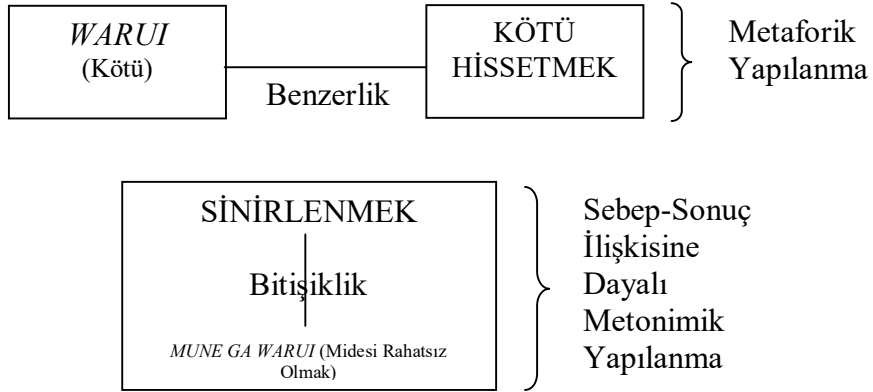 WARUI
(Kötü)
Benzerlik
KÖTÜ
HİSSETMEK
Metaforik
Yapılanma
SİNİRLENMEK
Bitişiklik
MUNE GA WARUI (Midesi Rahatsız
Olmak)
Sebep-Sonuç
İlişkisine
Dayalı
Metonimik
Yapılanma